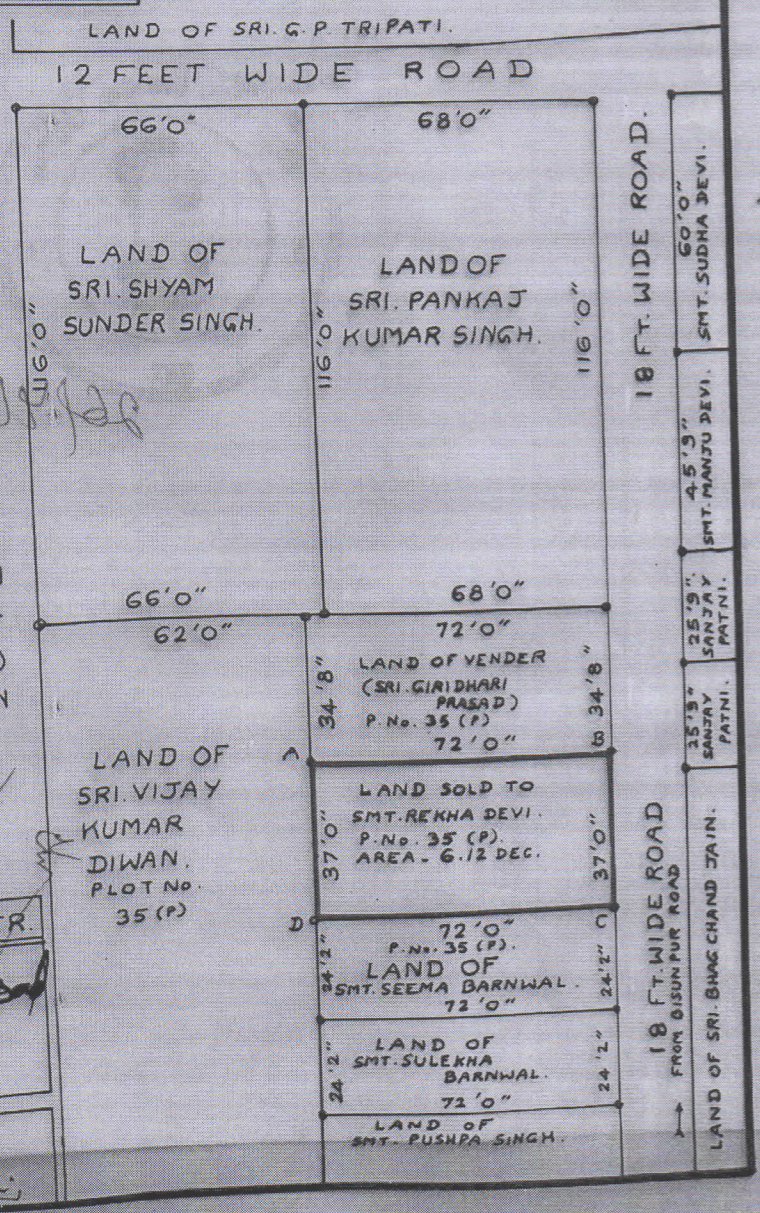 LAND OF SRI. G. P. TRIPATI.
12 FEET WIDE ROAD
66'0"
68'0"
LAND OF
SRI. SHYAM
SUNDER SINGH.
116'0"
LAND OF
SRI. PANKAJ
KUMAR SINGH.
116'0"
116'0"
66'0"
68'0"
18 FT. WIDE ROAD.
60'0"
SMT. SUDHA DEVI.
45'9"
SMT. MANJU DEVI.
25'9"
SANJAY
PATNI.
25'9"
SANJAY
PATNI.
62'0"
LAND OF
SRI. VIJAY
KUMAR
DIWAN.
PLOT NO.
35 (P)
72'0"
LAND OF VENDER
(SRI. GIRIDHARI
PRASAD)
P. No. 35 (P)
72'0"
34'8"
34'8"
A
B
LAND SOLD TO
SMT. REKHA DEVI.
P. No. 35 (P).
AREA - 6.12 DEC.
37'0"
37'0"
D
C
72'0"
P. No. 35 (P).
LAND OF
SMT. SEEMA BARNWAL.
72'0"
24'2"
24'2"
LAND OF
SMT. SULEKHA
BARNWAL.
72'0"
24'2"
24'2"
LAND OF
SMT. PUSHPA SINGH.
18 FT. WIDE ROAD
FROM BISUNPUR ROAD
LAND OF SRI. BHAG CHAND JAIN.
TR.